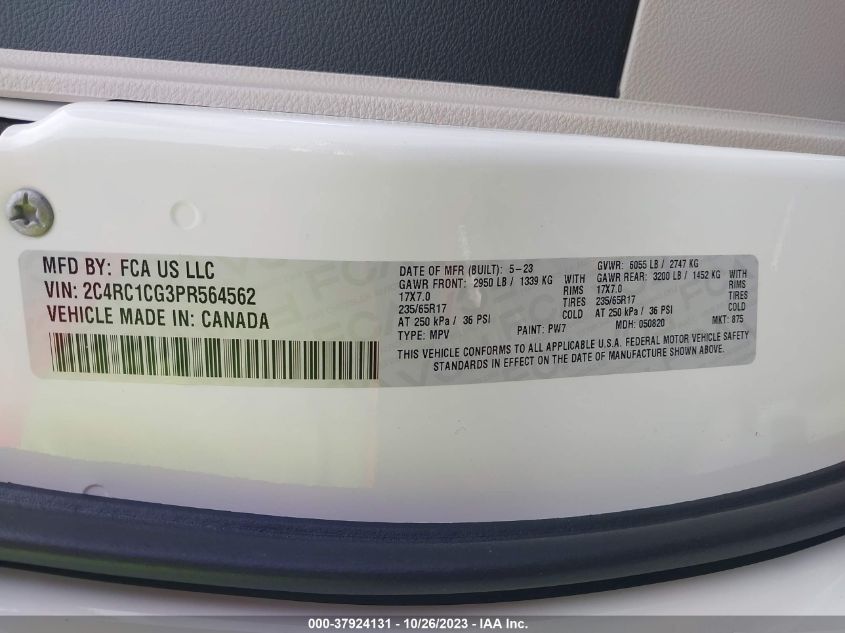 MFD BY: FCA US LLC
VIN: 2C4RC1CG3PR564562
VEHICLE MADE IN: CANADA
DATE OF MFR (BUILT): 5-23 GVWR: 6055 LB / 2747 KG
GAWR FRONT: 2950 LB / 1339 KG WITH GAWR REAR: 3200 LB / 1452 KG WITH
17X7.0 RIMS 17X7.0 RIMS
235/65R17 TIRES 235/65R17 TIRES
AT 250 kPa / 36 PSI COLD AT 250 kPa / 36 PSI COLD
TYPE: MPV PAINT: PW7 MDH: 050820 MKT: 875
THIS VEHICLE CONFORMS TO ALL APPLICABLE U.S.A. FEDERAL MOTOR VEHICLE SAFETY
STANDARDS IN EFFECT ON THE DATE OF MANUFACTURE SHOWN ABOVE.
000-37924131 - 10/26/2023 - IAA Inc.